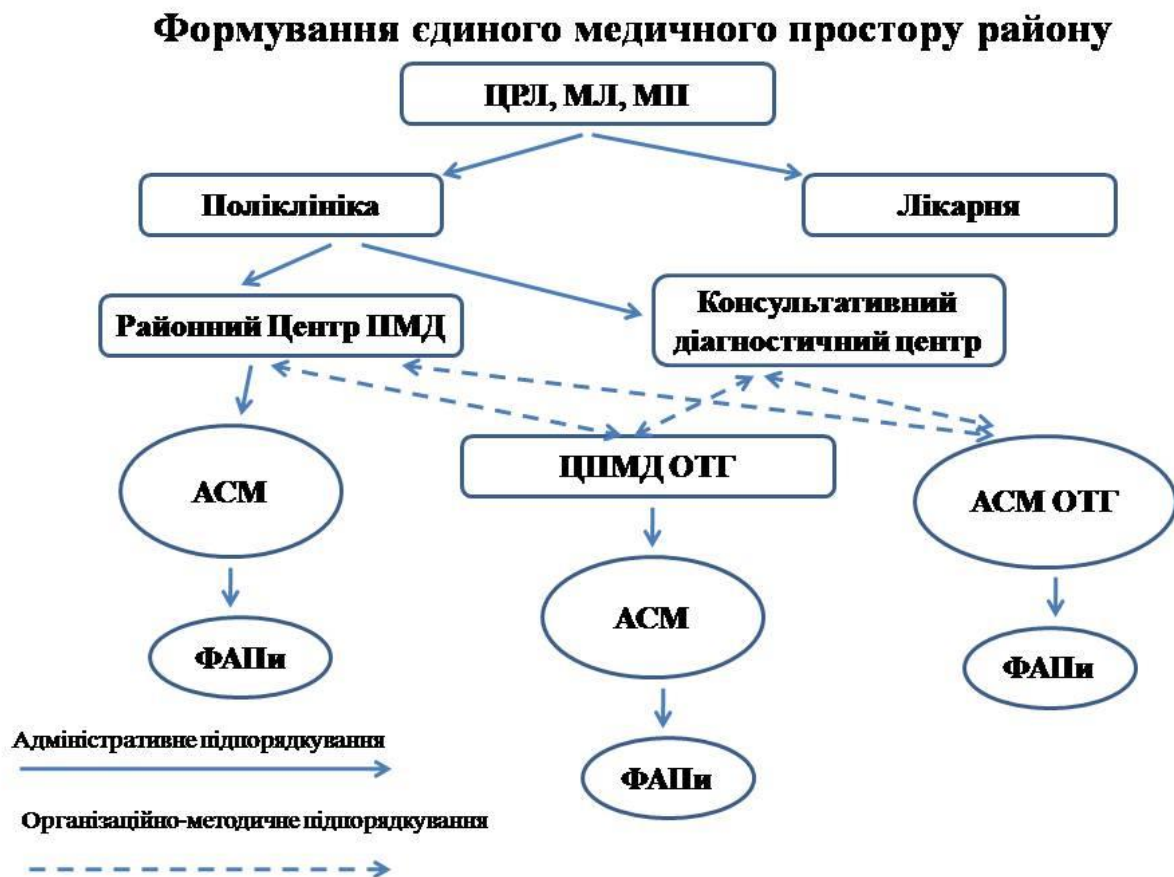 Формування єдиного медичного простору району
ЦРЛ, МЛ, МП
Поліклініка
Лікарня
Районний Центр ПМД
Консультативний
діагностичний центр
АСМ
ЦПМД ОТГ
АСМ ОТГ
ФАПи
АСМ
ФАПи
ФАПи
Адміністративне підпорядкування
Організаційно-методичне підпорядкування